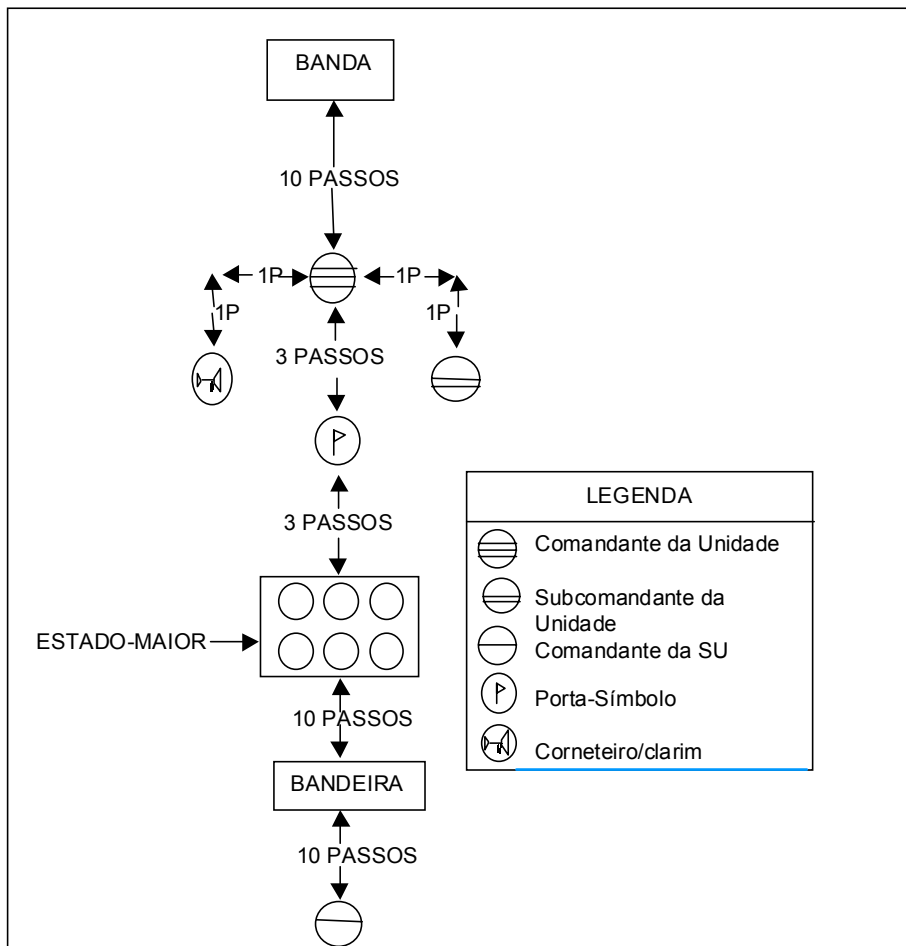 BANDA
10 PASSOS
1P
1P
1P
1P
3 PASSOS
3 PASSOS
ESTADO-MAIOR
10 PASSOS
BANDEIRA
10 PASSOS
LEGENDA
Comandante da Unidade
Subcomandante da
Unidade
Comandante da SU
Porta-Símbolo
Corneteiro/clarim